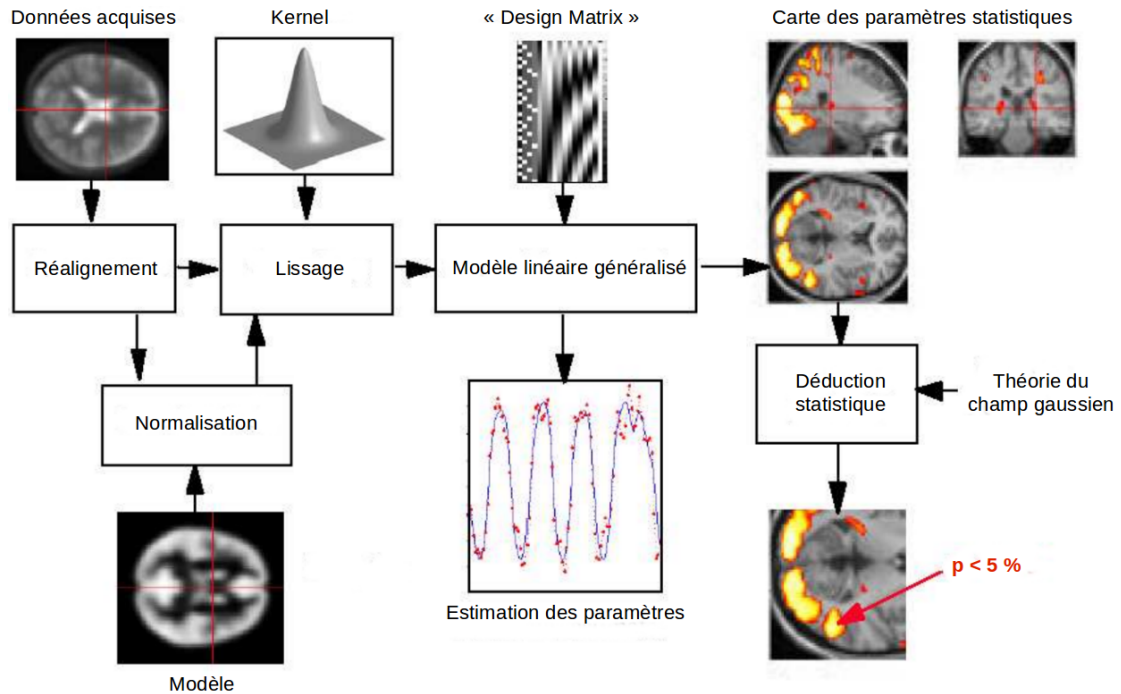 Données acquises
Kernel
« Design Matrix »
Carte des paramètres statistiques
Réalignement
Lissage
Modèle linéaire généralisé
Normalisation
Déduction
statistique
Théorie du
champ gaussien
p < 5 %
Estimation des paramètres
Modèle